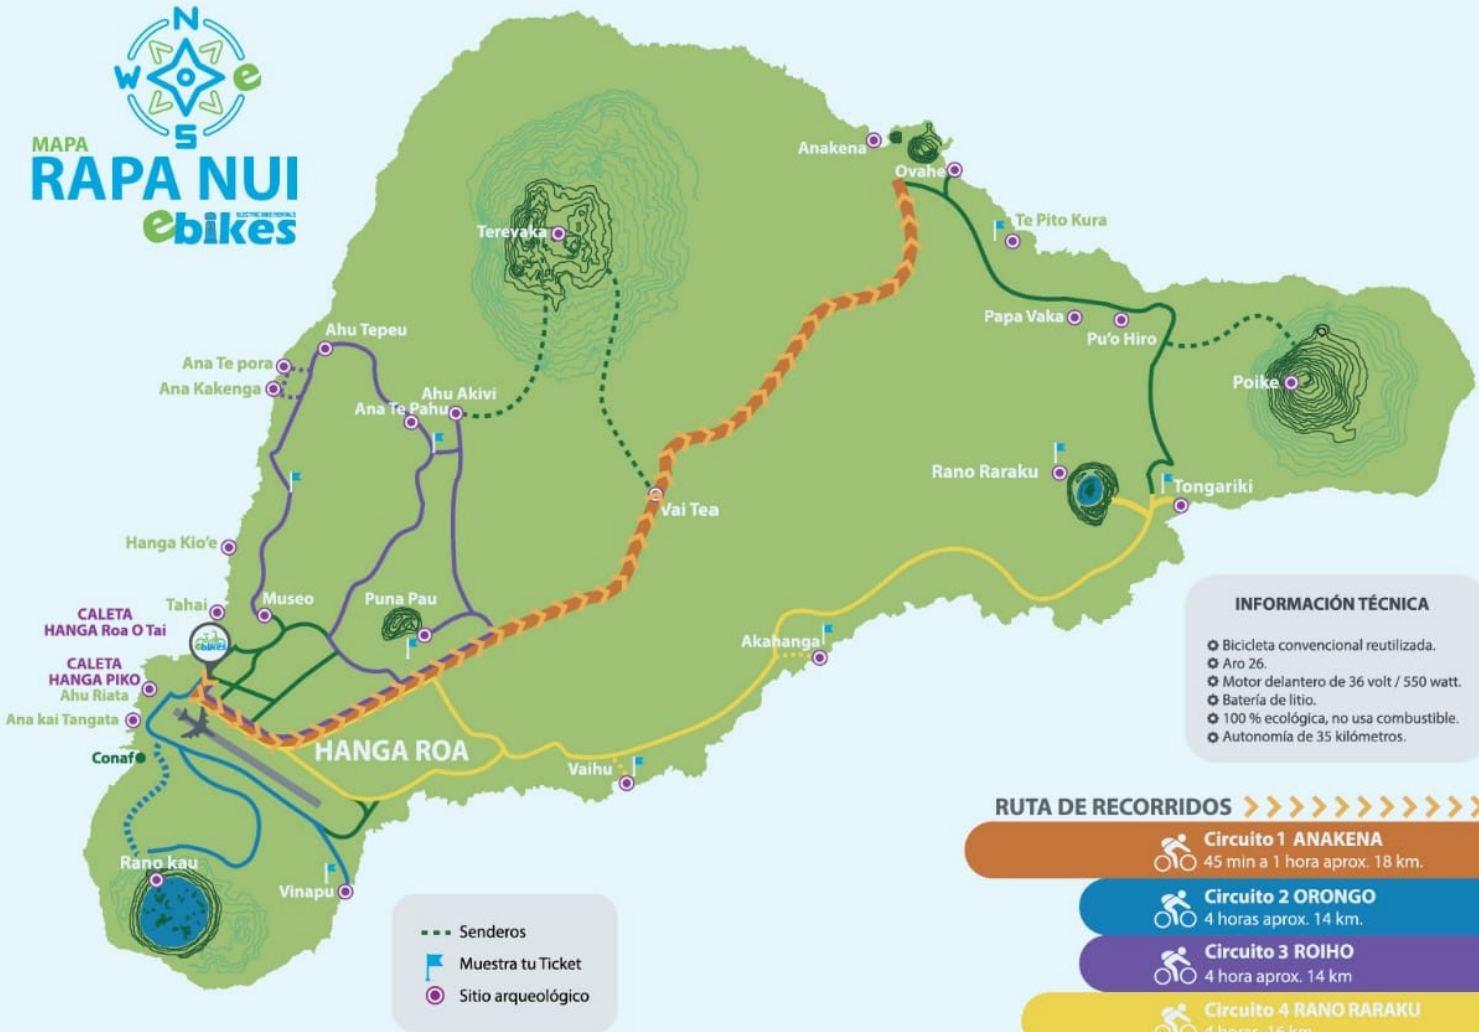 N
W
e
S
MAPA
RAPA NUI
ebikes
Anakena
Ovahe
Te Pito Kura
Terevaka
Papa Vaka
Pu'o Hiro
Ahu Tepeu
Ana Te pora
Ana Kakenga
Poike
Ahu Akivi
Ana Te Pahu
Rano Raraku
Tongariki
Vai Tea
Hanga Kio'e
Tahai
Museo
Puna Pau
CALETA
HANGA Roa O Tai
ebikes
Akahanga
CALETA
HANGA PIKO
Ahu Riata
Ana kai Tangata
Conaf
HANGA ROA
Vaihu
Rano kau
Vinapu
INFORMACIÓN TÉCNICA
Bicicleta convencional reutilizada.
Aro 26.
Motor delantero de 36 volt / 550 watt.
Batería de litio.
100 % ecológica, no usa combustible.
Autonomía de 35 kilómetros.
Senderos
Muestra tu Ticket
Sitio arqueológico
RUTA DE RECORRIDOS
Circuito 1 ANAKENA
45 min a 1 hora aprox. 18 km.
Circuito 2 ORONGO
4 horas aprox. 14 km.
Circuito 3 ROIHO
4 hora aprox. 14 km
Circuito 4 RANO RARAKU
4 horas 16 km